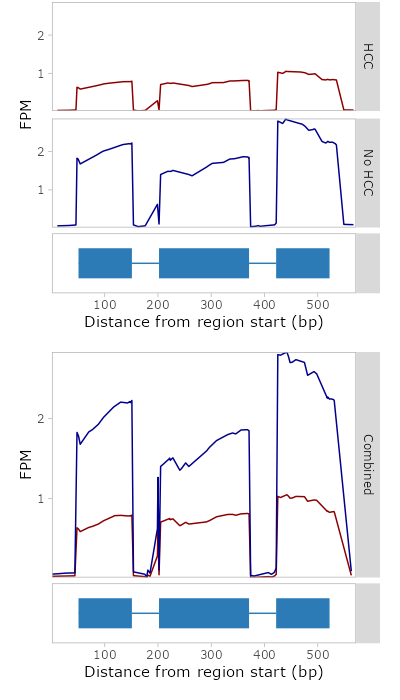 2
1
HCC
FPM
2
1
No HCC
100 200 300 400 500
Distance from region start (bp)
2
1
FPM
Combined
100 200 300 400 500
Distance from region start (bp)